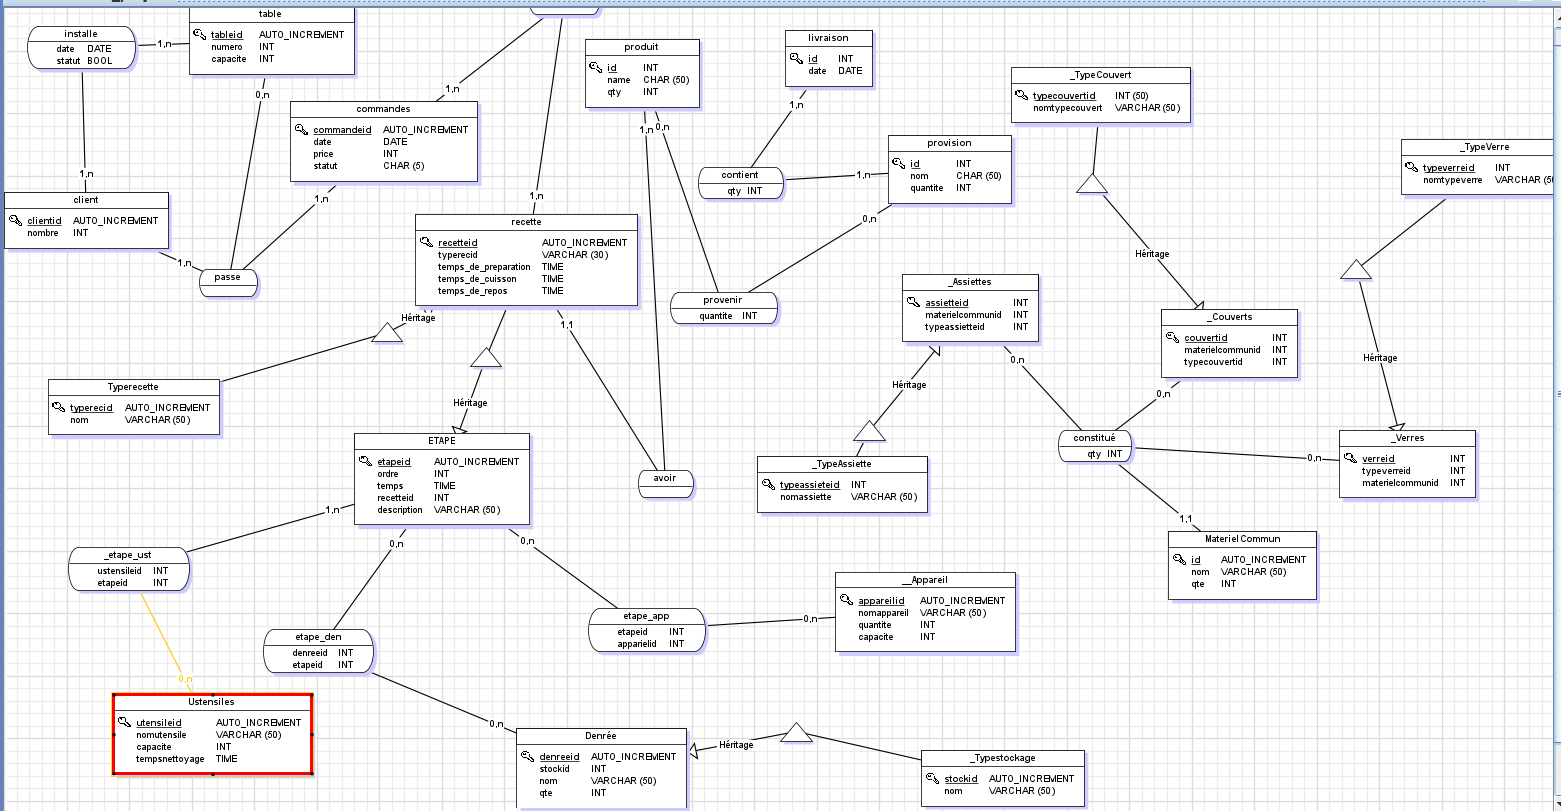 table
tableid AUTO_INCREMENT
numero INT
capacite INT
installe
date DATE
statut BOOL
1,n
0,n
1,n
1,n
commandes
commandeid AUTO_INCREMENT
date DATE
price INT
statut CHAR (5)
produit
id INT
name CHAR (50)
qty INT
livraison
id INT
date DATE
1,n
1,n
0,n
_TypeCouvert
typecouvertid INT (50)
nomtypecouvert VARCHAR (50)
provision
id INT
nom CHAR (50)
quantite INT
_TypeVerre
typeverreid INT
nomtypeverre VARCHAR (50
contient
qty INT
1,n
client
clientid AUTO_INCREMENT
nombre INT
1,n
1,n
1,n
0,n
recette
recetteid AUTO_INCREMENT
typerecid VARCHAR (30)
temps_de_preparation TIME
temps_de_cuisson TIME
temps_de_repos TIME
passe
Héritage
provenir
quantite INT
_Assiettes
assietteid INT
materielcommunid INT
typeassietteid INT
_Couverts
couvertid INT
materielcommunid INT
typecouvertid INT
Héritage
1,1
0,n
Héritage
Héritage
0,n
Typerecette
typerecid AUTO_INCREMENT
nom VARCHAR (50)
Héritage
ETAPE
etapeid AUTO_INCREMENT
ordre INT
temps TIME
recetteid INT
description VARCHAR (50)
constitué
qty INT
0,n
_Verres
verreid INT
typeverreid INT
materielcommunid INT
_TypeAssiette
typeassieteid INT
nomassiette VARCHAR (50)
avoir
1,n
1,1
0,n
0,n
Materiel Commun
id AUTO_INCREMENT
nom VARCHAR (50)
qte INT
_etape_ust
ustensileid INT
etapeid INT
__Appareil
appareilid AUTO_INCREMENT
nomappareil VARCHAR (50)
quantite INT
capacite INT
etape_app
etapeid INT
apparielid INT
0,n
etape_den
denreeid INT
etapeid INT
0,n
Ustensiles
utensileid AUTO_INCREMENT
nomutensile VARCHAR (50)
capacite INT
tempsnettoyage TIME
0,n
Denrée
denreeid AUTO_INCREMENT
stockid INT
nom VARCHAR (50)
qte INT
Héritage
_Typestockage
stockid AUTO_INCREMENT
nom VARCHAR (50)